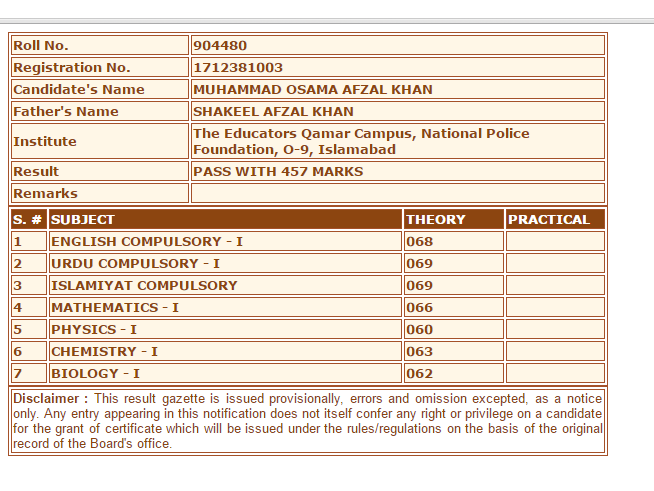 Roll No. 904480
Registration No. 1712381003
Candidate's Name MUHAMMAD OSAMA AFZAL KHAN
Father's Name SHAKEEL AFZAL KHAN
Institute The Educators Qamar Campus, National Police
Foundation, O-9, Islamabad
Result PASS WITH 457 MARKS
Remarks
S. # SUBJECT THEORY PRACTICAL
1 ENGLISH COMPULSORY - I 068
2 URDU COMPULSORY - I 069
3 ISLAMIYAT COMPULSORY 069
4 MATHEMATICS - I 066
5 PHYSICS - I 060
6 CHEMISTRY - I 063
7 BIOLOGY - I 062
Disclaimer : This result gazette is issued provisionally, errors and omission excepted, as a notice
only. Any entry appearing in this notification does not itself confer any right or privilege on a candidate
for the grant of certificate which will be issued under the rules/regulations on the basis of the original
record of the Board's office.